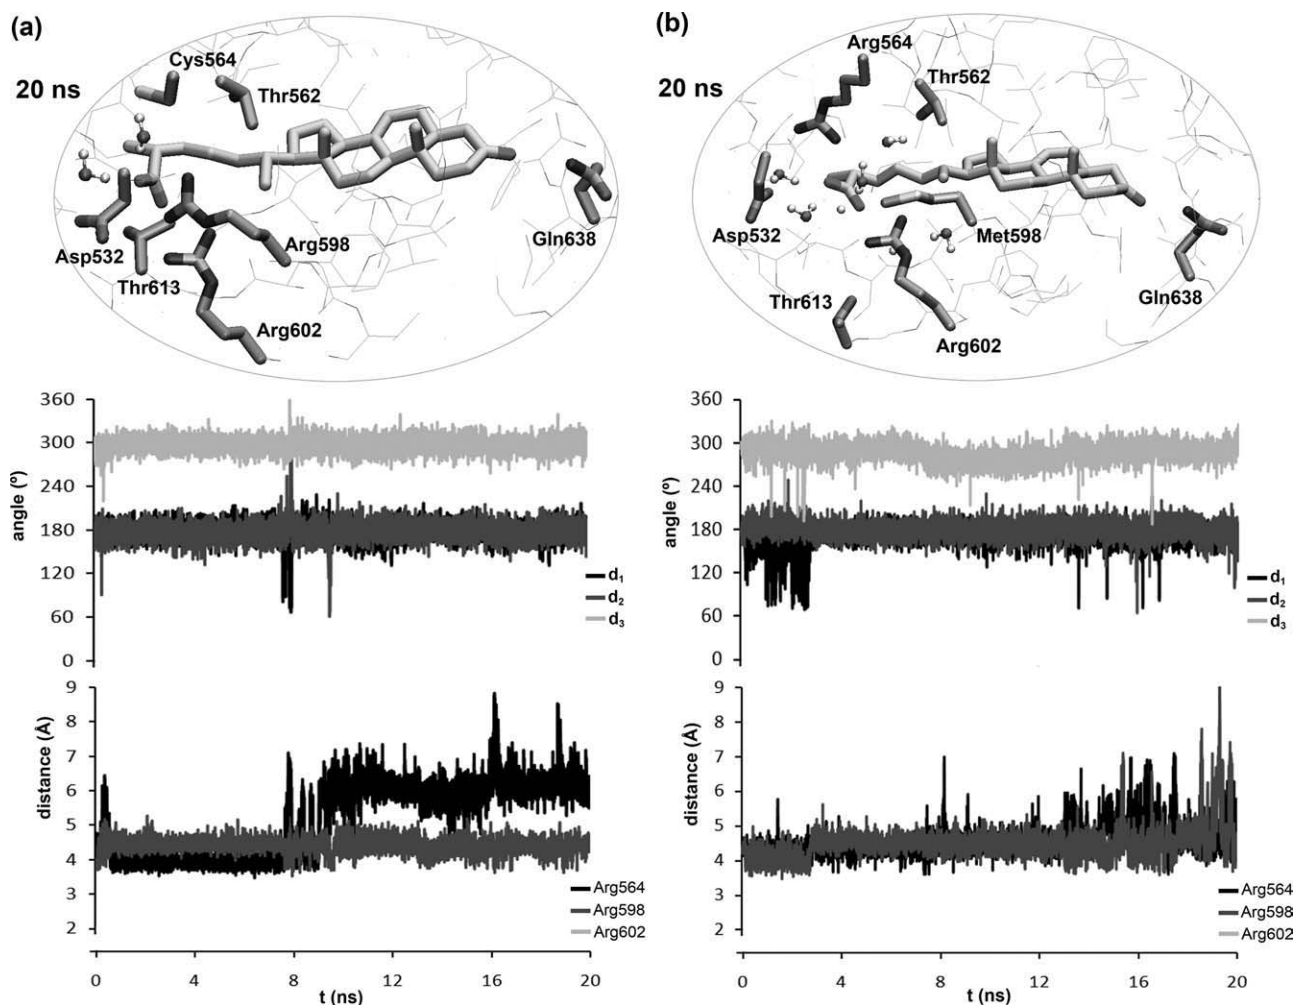 (a)
20 ns
Cys564
Thr562
Asp532
Thr613
Arg598
Arg602
Gln638
(b)
20 ns
Arg564
Thr562
Asp532
Met598
Thr613
Arg602
Gln638
angle (º)
360
300
240
180
120
60
0
d₁
d₂
d₃
angle (º)
360
300
240
180
120
60
0
d₁
d₂
d₃
distance (Å)
9
8
7
6
5
4
3
2
Arg564
Arg598
Arg602
0 4 8 12 16 20
t (ns)
distance (Å)
9
8
7
6
5
4
3
2
Arg564
Arg598
Arg602
0 4 8 12 16 20
t (ns)